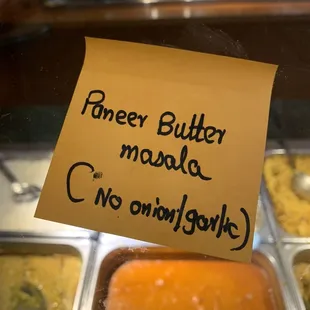 Paneer Butter
masala
(No onion/garlic)